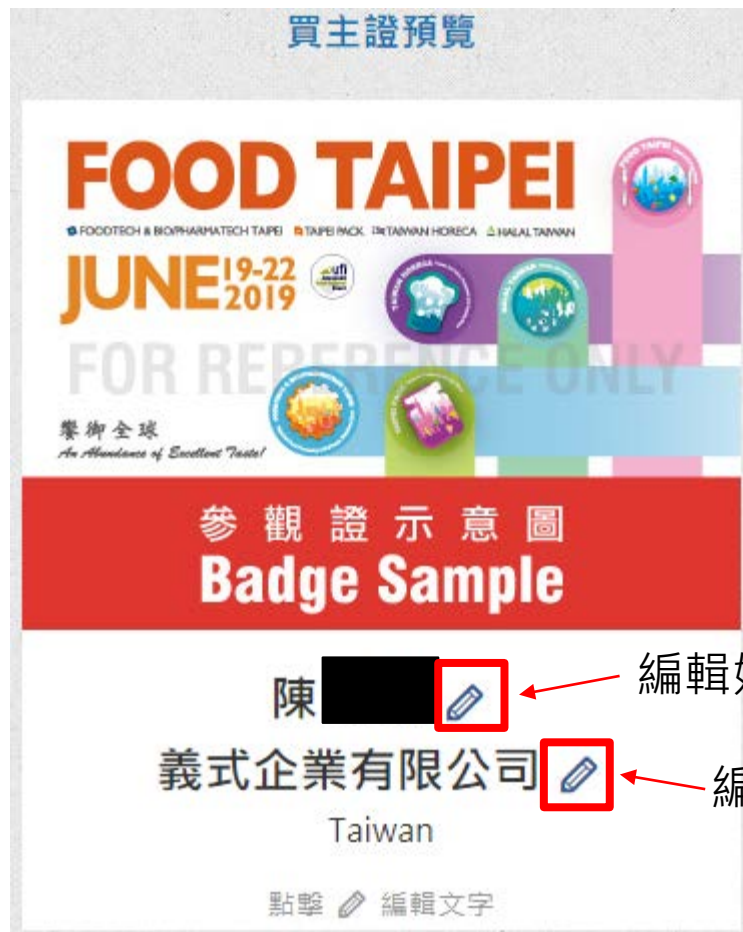 買主證預覽
FOOD TAIPEI
FOODTECH & BIO/PHARMATECH TAIPEI TAIPEI PACK TAIWAN HORECA HALAL TAIWAN
JUNE 19-22 2019
ufi
FOR REFERENCE ONLY
饗御全球
An Abundance of Excellent Taste!
參觀證示意圖
Badge Sample
陳
編輯
義式企業有限公司
編
Taiwan
點擊 編輯文字